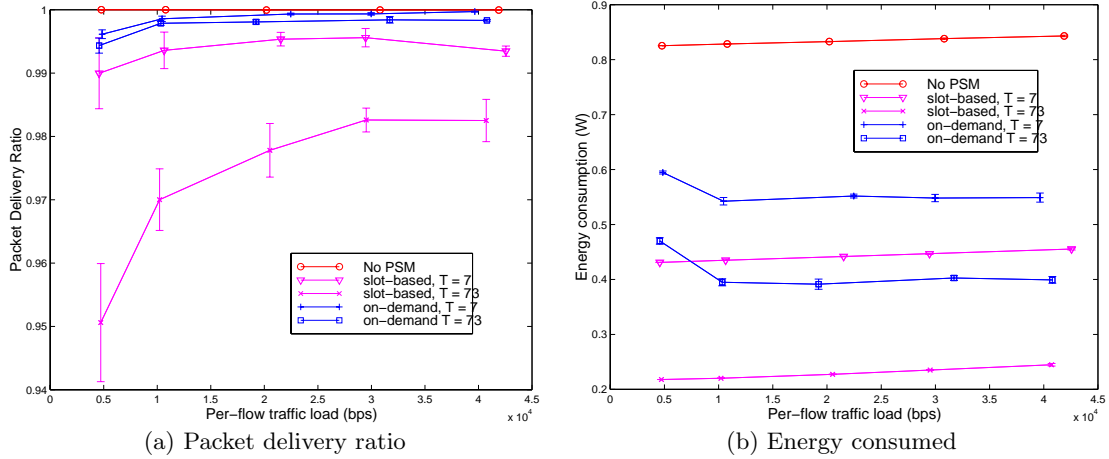 1
0.99
0.98
0.97
0.96
0.95
0.94
0
0.5
1
1.5
2
2.5
3
3.5
4
4.5
x 10^4
Per−flow traffic load (bps)
Packet Delivery Ratio
No PSM
slot−based, T = 7
slot−based, T = 73
on−demand, T = 7
on−demand T = 73
(a) Packet delivery ratio
0.9
0.8
0.7
0.6
0.5
0.4
0.3
0.2
0
0.5
1
1.5
2
2.5
3
3.5
4
4.5
x 10^4
Per−flow traffic load (bps)
Energy consumption (W)
No PSM
slot−based, T = 7
slot−based, T = 73
on−demand, T = 7
on−demand T = 73
(b) Energy consumed